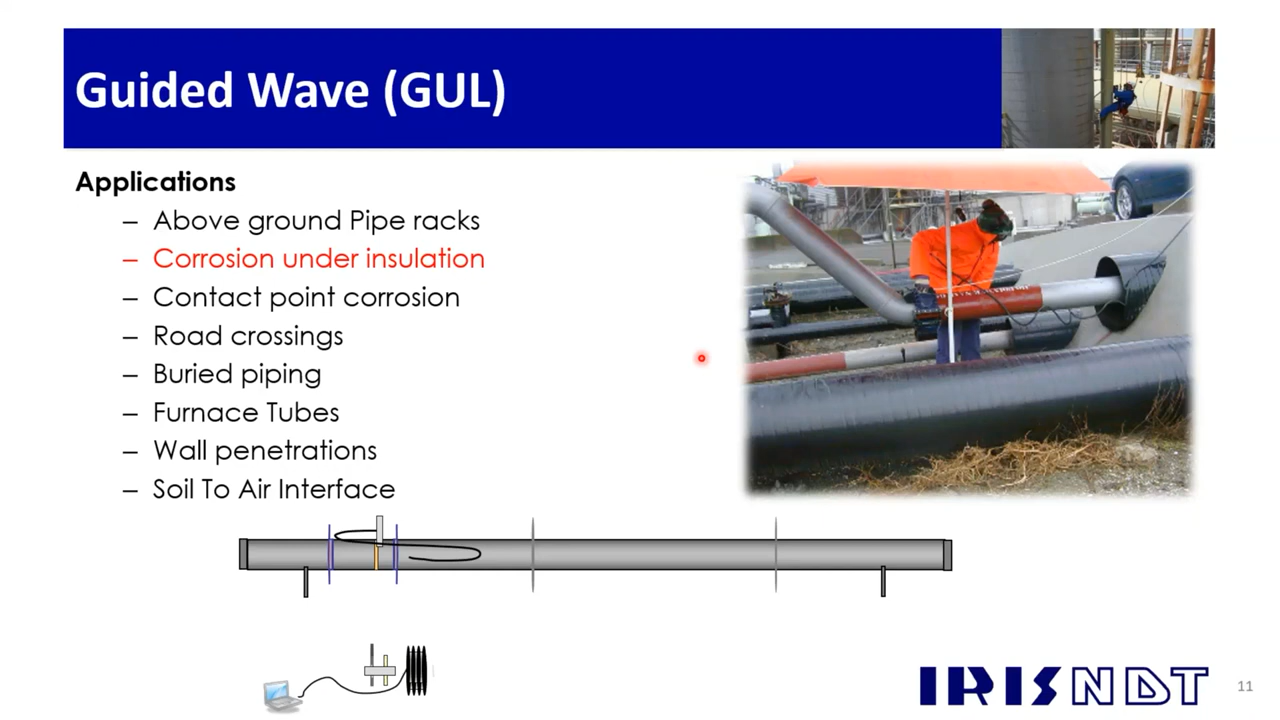 Guided Wave (GUL)
Applications
– Above ground Pipe racks
– Corrosion under insulation
– Contact point corrosion
– Road crossings
– Buried piping
– Furnace Tubes
– Wall penetrations
– Soil To Air Interface
IRISNDT
11